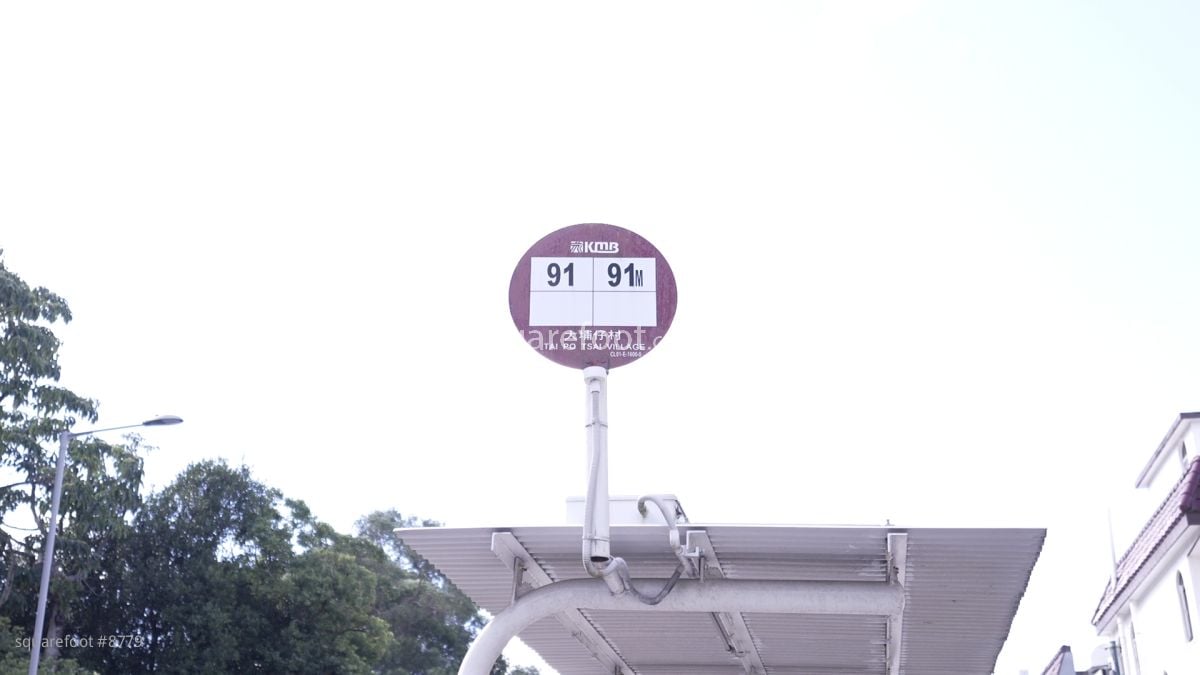 KMB
91 91M
大埔仔村
TAI PO TSAI VILLAGE
squarefoot #8779